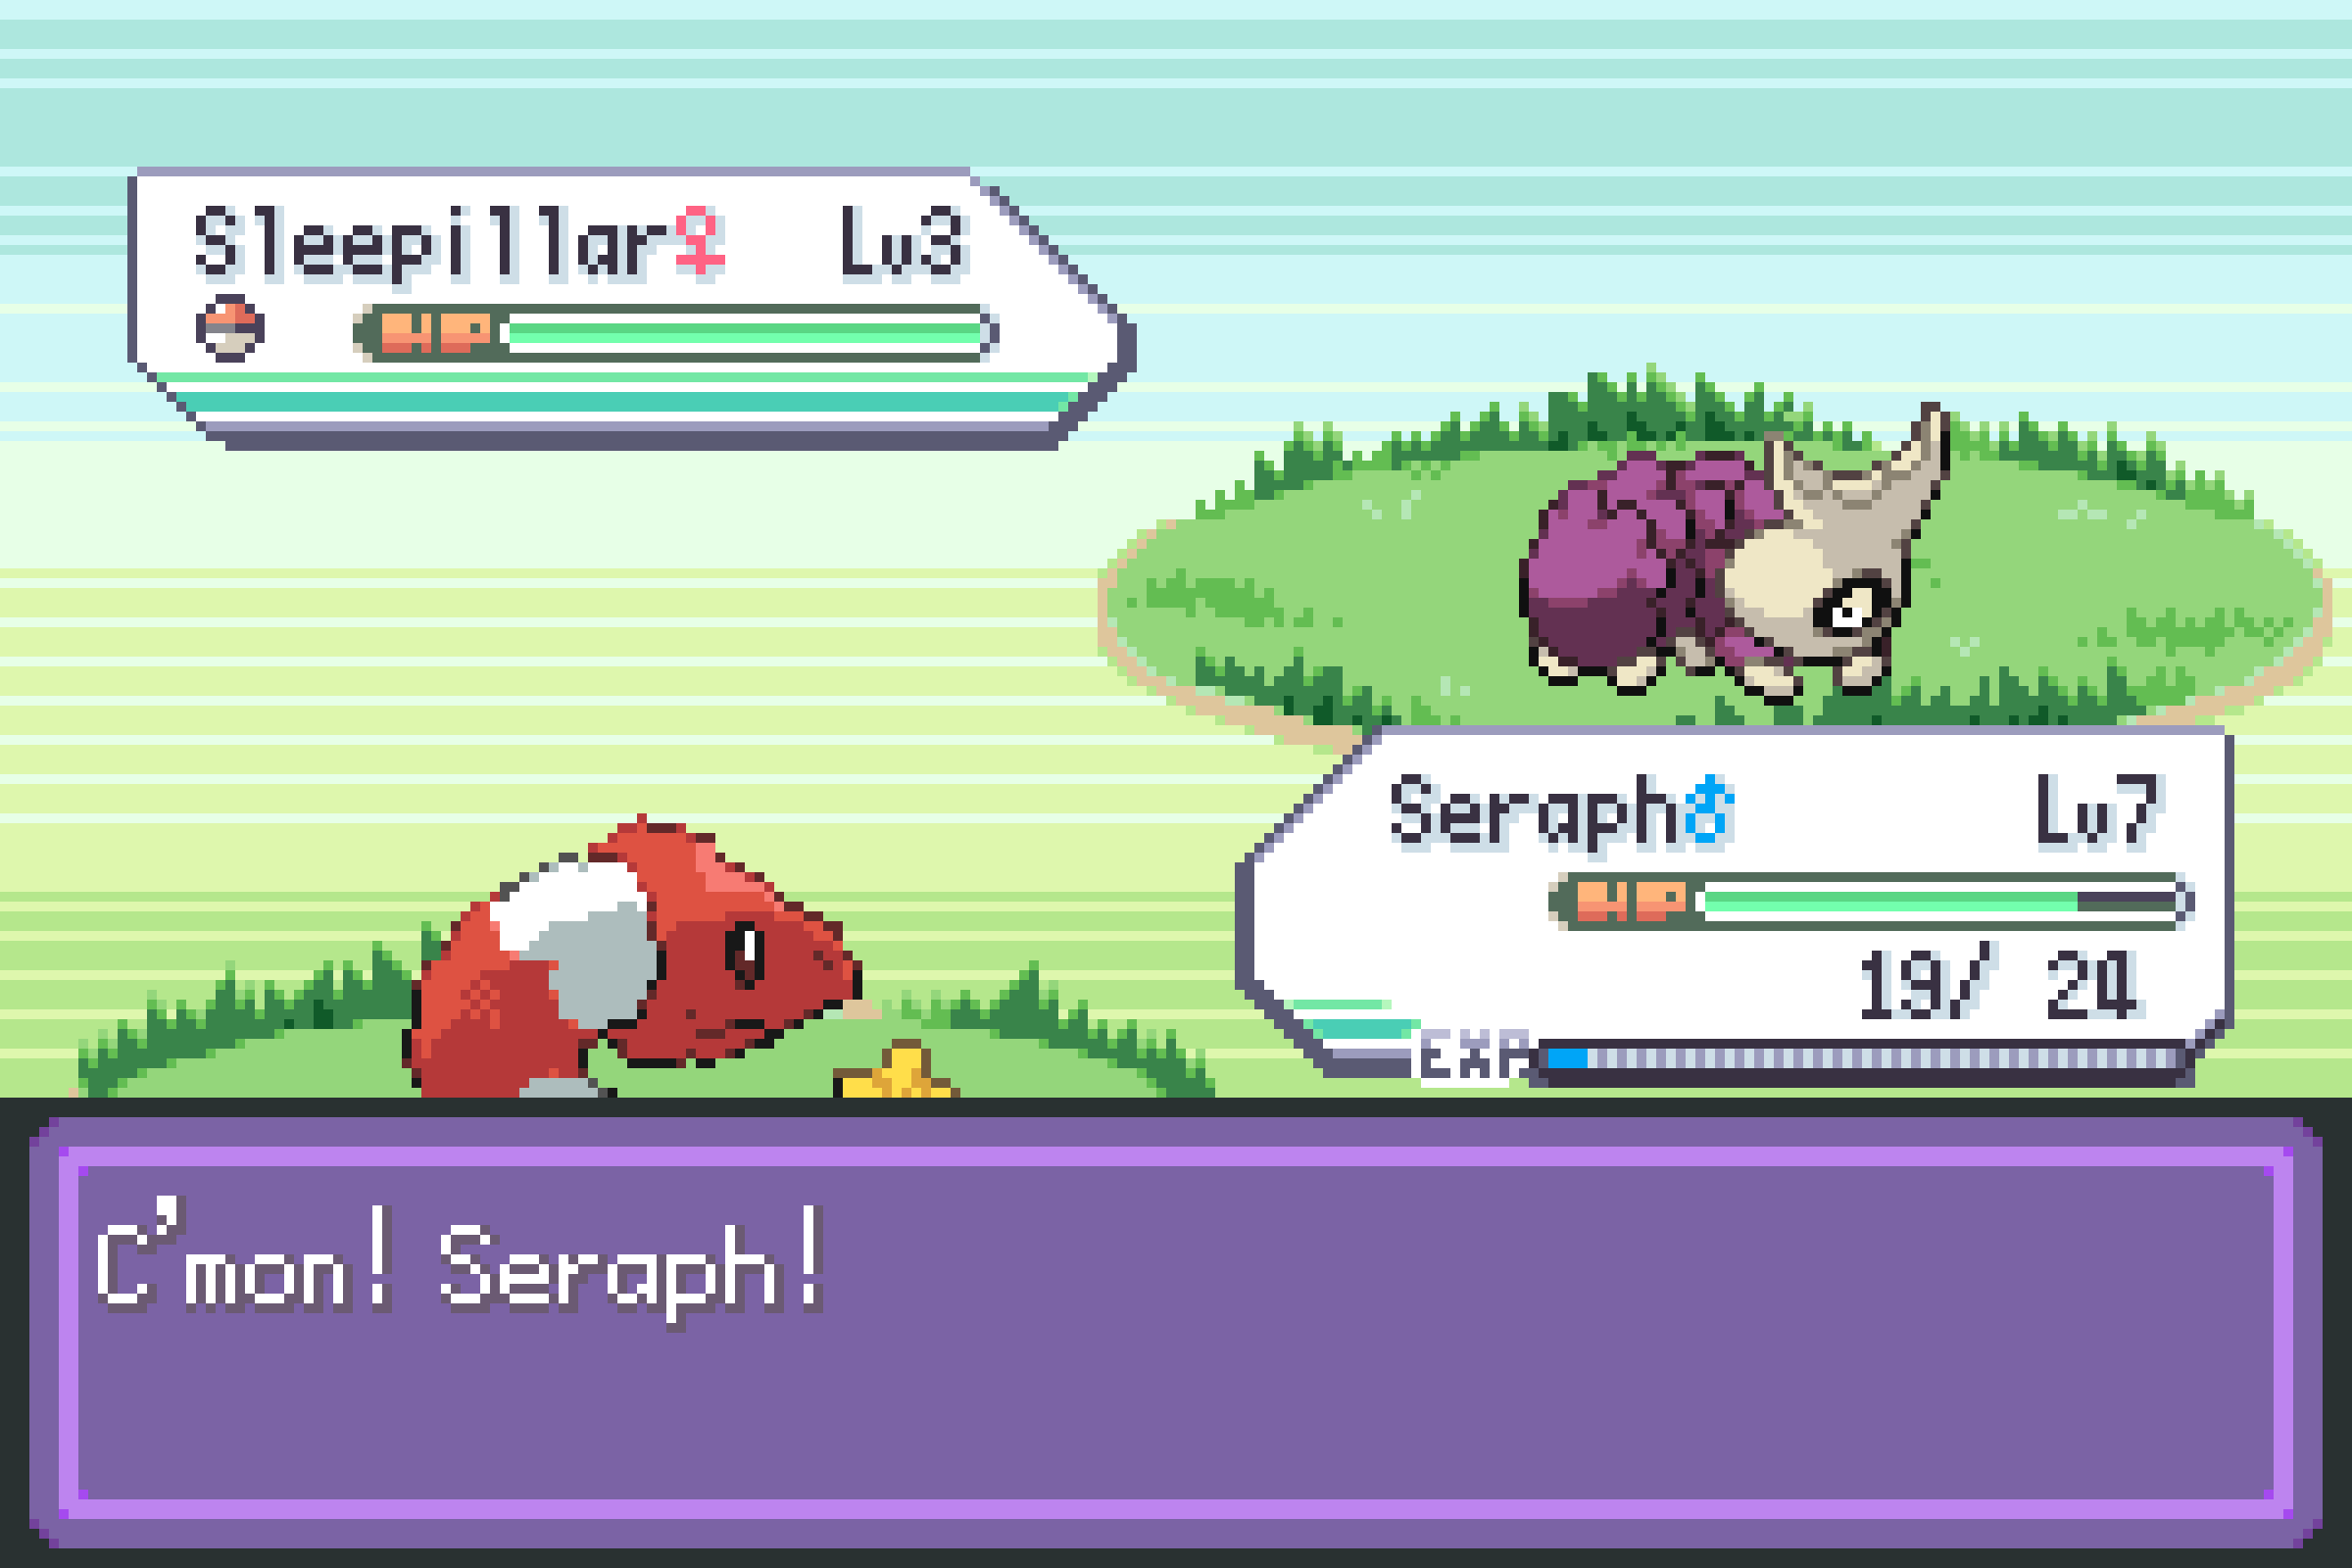 Sleepillar♀ Lv3
HP
Seraph♂ Lv7
HP
19/ 24
EXP
C'mon! Seraph!